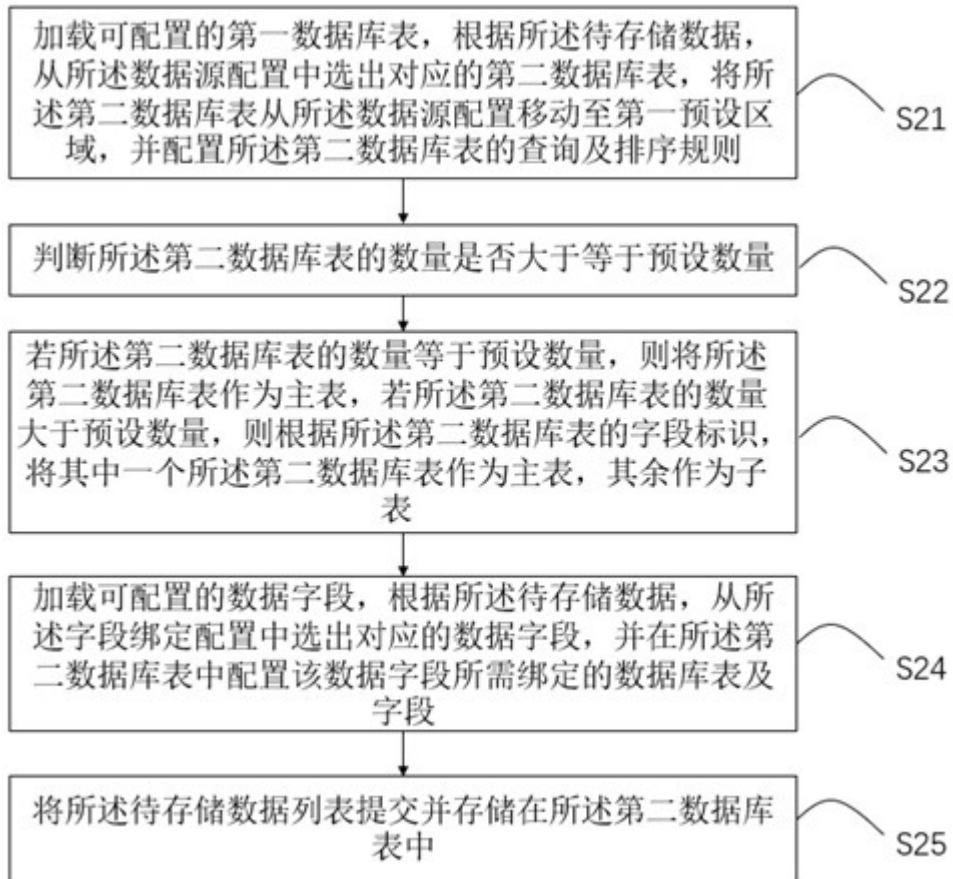 加载可配置的第一数据库表，根据所述待存储数据，
从所述数据源配置中选出对应的第二数据库表，将所
述第二数据库表从所述数据源配置移动至第一预设区
域，并配置所述第二数据库表的查询及排序规则
S21
判断所述第二数据库表的数量是否大于等于预设数量
S22
若所述第二数据库表的数量等于预设数量，则将所述
第二数据库表作为主表，若所述第二数据库表的数量
大于预设数量，则根据所述第二数据库表的字段标识，
将其中一个所述第二数据库表作为主表，其余作为子
表
S23
加载可配置的数据字段，根据所述待存储数据，从所
述字段绑定配置中选出对应的数据字段，并在所述第
二数据库表中配置该数据字段所需绑定的数据库表及
字段
S24
将所述待存储数据列表提交并存储在所述第二数据库
表中
S25